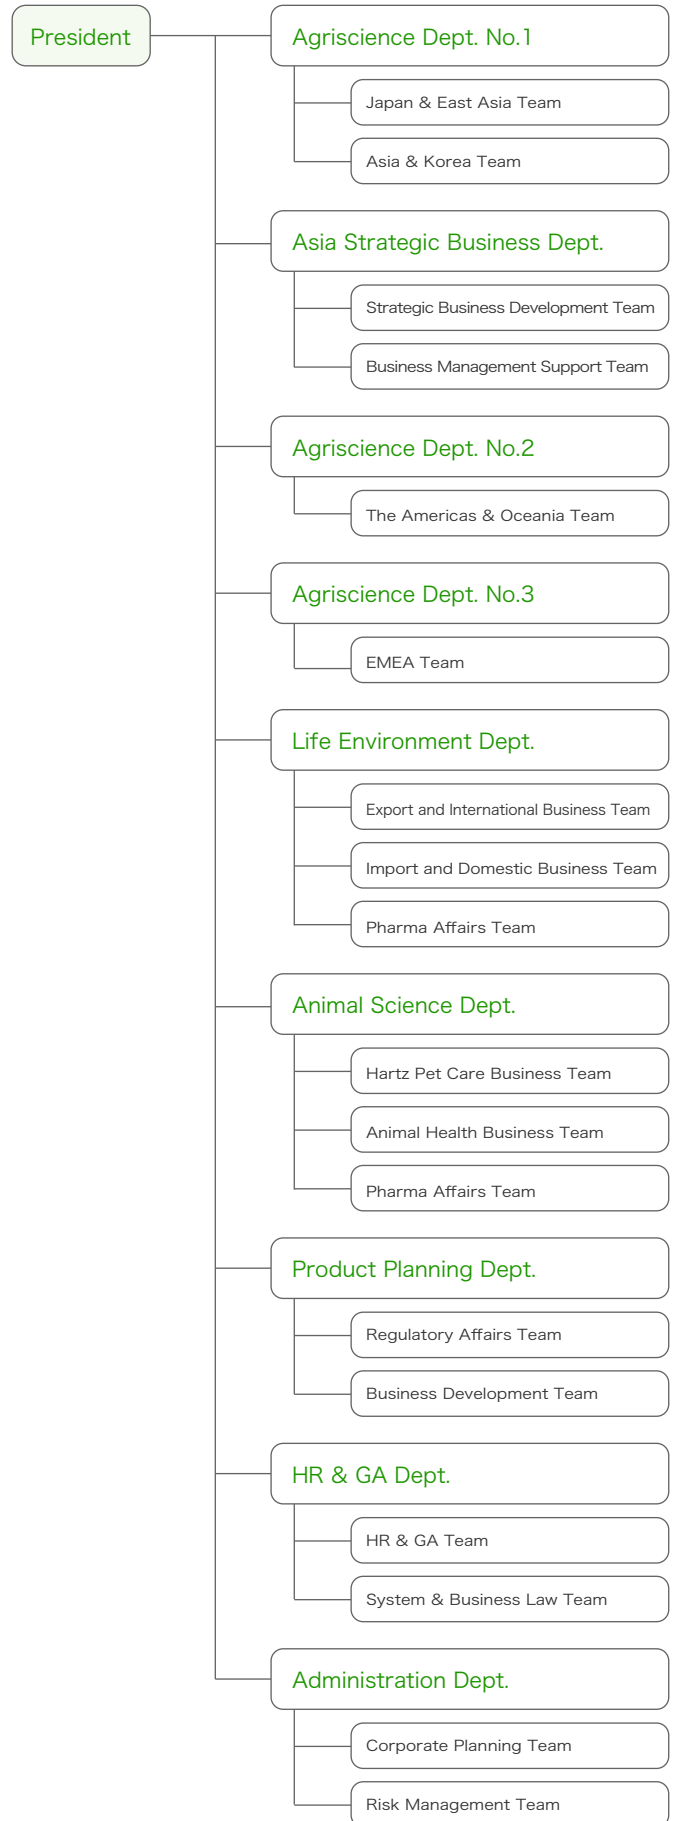 President
Agriscience Dept. No.1
Japan & East Asia Team
Asia & Korea Team
Asia Strategic Business Dept.
Strategic Business Development Team
Business Management Support Team
Agriscience Dept. No.2
The Americas & Oceania Team
Agriscience Dept. No.3
EMEA Team
Life Environment Dept.
Export and International Business Team
Import and Domestic Business Team
Pharma Affairs Team
Animal Science Dept.
Hartz Pet Care Business Team
Animal Health Business Team
Pharma Affairs Team
Product Planning Dept.
Regulatory Affairs Team
Business Development Team
HR & GA Dept.
HR & GA Team
System & Business Law Team
Administration Dept.
Corporate Planning Team
Risk Management Team